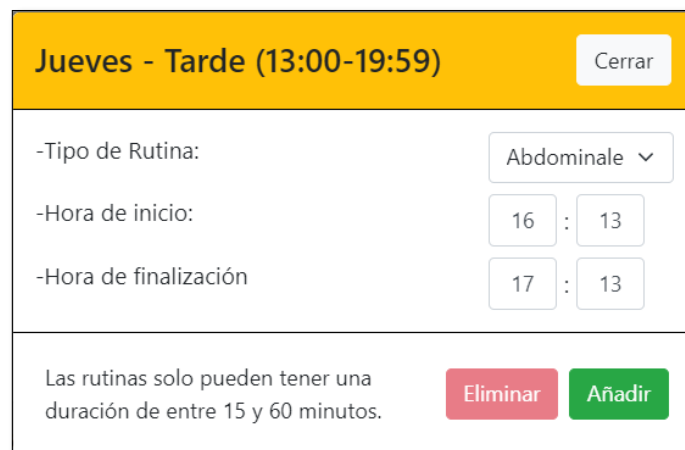 Jueves - Tarde (13:00-19:59)
Cerrar
-Tipo de Rutina:
Abdominale
-Hora de inicio:
16 : 13
-Hora de finalización
17 : 13
Las rutinas solo pueden tener una
duración de entre 15 y 60 minutos.
Eliminar
Añadir